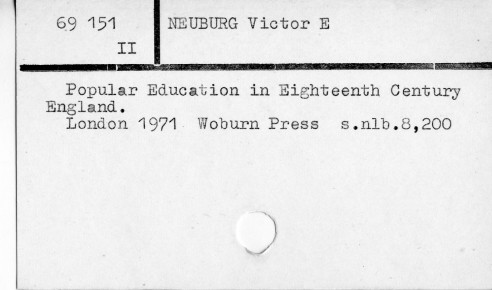 69 151 NEUBURG Victor E
II
Popular Education in Eighteenth Century
England.
London 1971 Woburn Press s.nlb.8,200